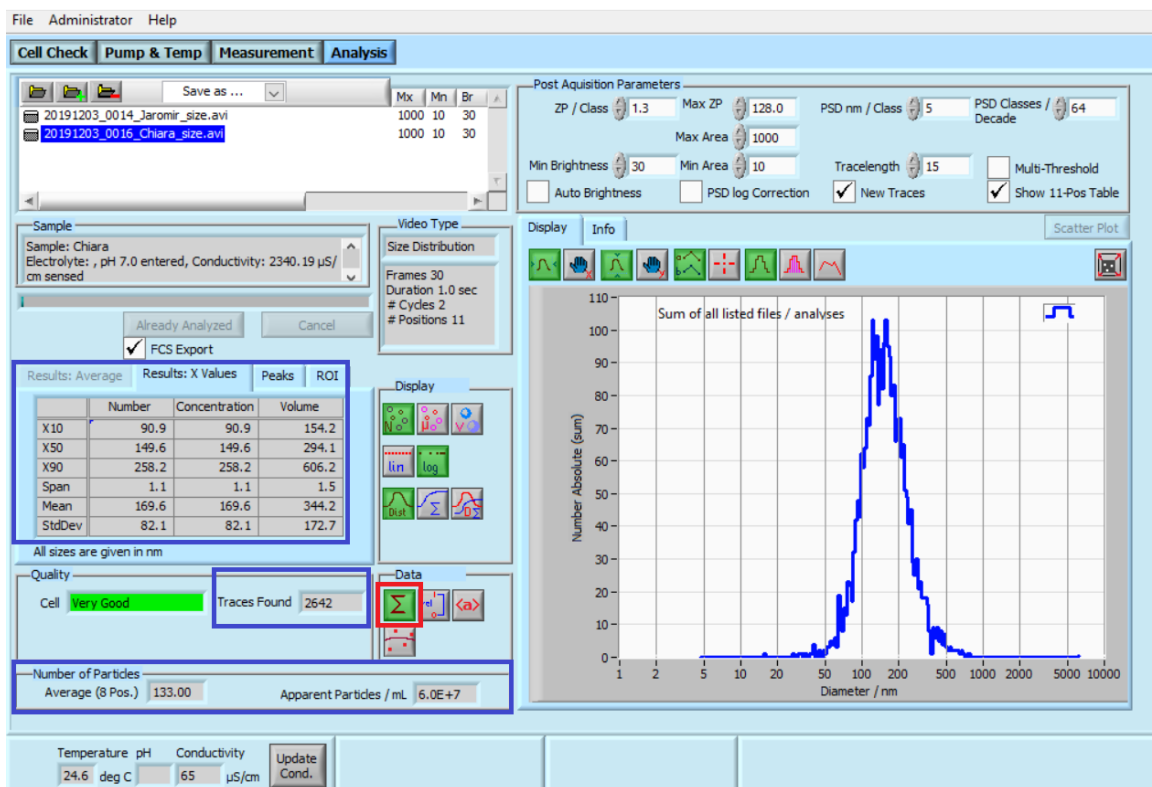 File Administrator Help
Cell Check Pump & Temp Measurement Analysis
Save as ...
Mx Mn Br
20191203_0014_Jaromir_size.avi 1000 10 30
20191203_0016_Chiara_size.avi 1000 10 30
Post Aquisition Parameters
ZP / Class 1.3 Max ZP 128.0 PSD nm / Class 5 PSD Classes / Decade 64
Max Area 1000
Min Brightness 30 Min Area 10 Tracelength 15 Multi-Threshold
Auto Brightness PSD log Correction New Traces Show 11-Pos Table
Sample
Sample: Chiara
Electrolyte: , pH 7.0 entered, Conductivity: 2340.19 µS/
cm sensed
Already Analyzed Cancel
FCS Export
Video Type
Size Distribution
Frames 30
Duration 1.0 sec
# Cycles 2
# Positions 11
Results: Average Results: X Values Peaks ROI
Number Concentration Volume
X10 90.9 90.9 154.2
X50 149.6 149.6 294.1
X90 258.2 258.2 606.2
Span 1.1 1.1 1.5
Mean 169.6 169.6 344.2
StdDev 82.1 82.1 172.7
All sizes are given in nm
Display
N µ V
lin log
Dist Σ DΣ
Quality
Cell Very Good Traces Found 2642
Data
Σ rel <a>
Number of Particles
Average (8 Pos.) 133.00 Apparent Particles / mL 6.0E+7
Display Info Scatter Plot
x y
Sum of all listed files / analyses
Number Absolute (sum)
110
100
90
80
70
60
50
40
30
20
10
0
1 2 5 10 20 50 100 200 500 1000 2000 5000 10000
Diameter / nm
Temperature pH Conductivity
24.6 deg C 65 µS/cm
Update
Cond.